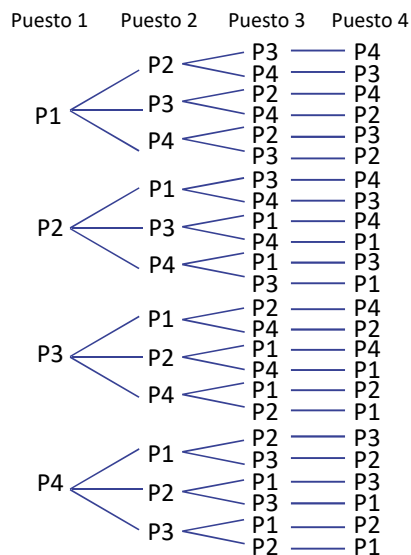 Puesto 1 Puesto 2 Puesto 3 Puesto 4
P3 P4
P2
P4 P3
P2 P4
P1 P3
P4 P2
P2 P3
P4
P3 P2
P3 P4
P1
P4 P3
P1 P4
P2 P3
P4 P1
P1 P3
P4
P3 P1
P2 P4
P1
P4 P2
P1 P4
P3 P2
P4 P1
P1 P2
P4
P2 P1
P2 P3
P1
P3 P2
P1 P3
P4 P2
P3 P1
P1 P2
P3
P2 P1